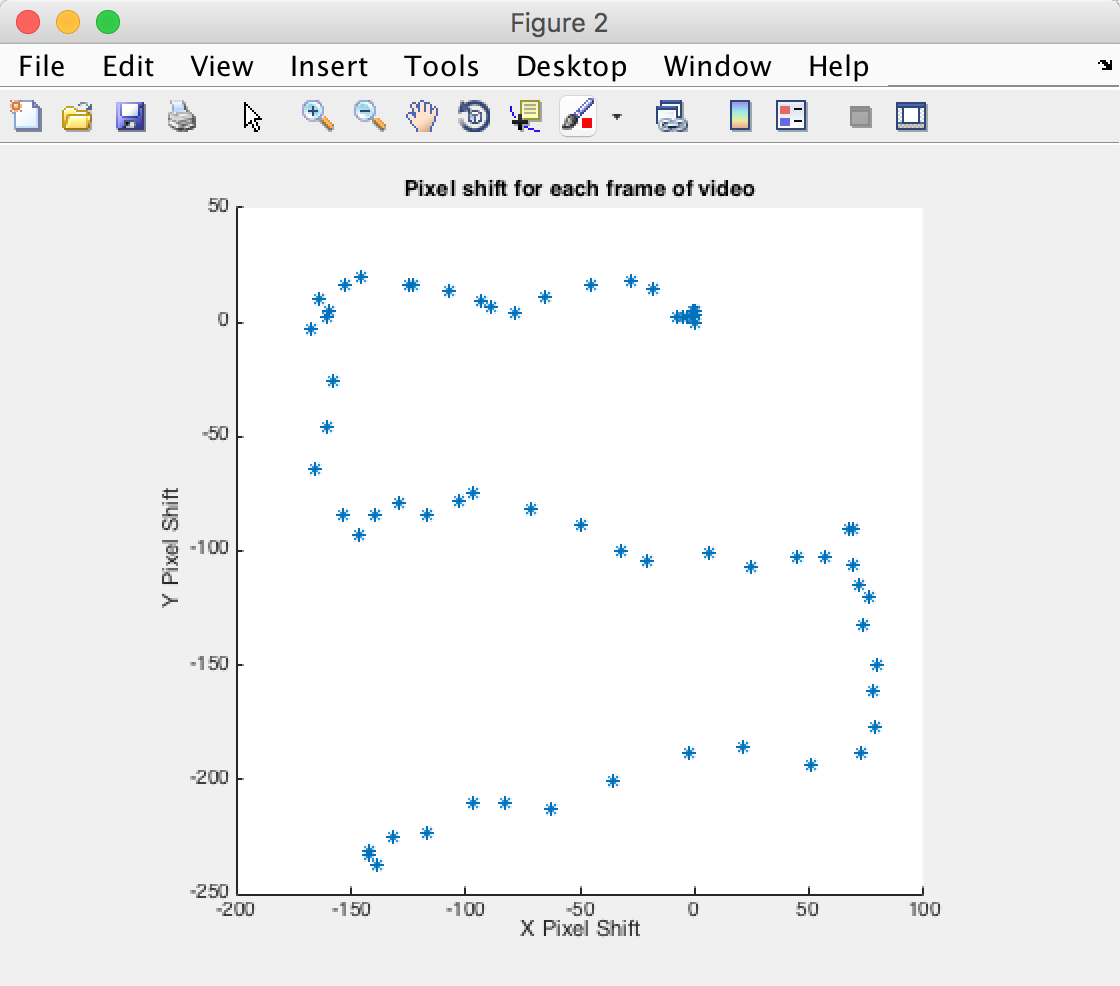 Figure 2
File Edit View Insert Tools Desktop Window Help
Pixel shift for each frame of video
50
0
-50
-100
-150
-200
-250
Y Pixel Shift
-200 -150 -100 -50 0 50 100
X Pixel Shift